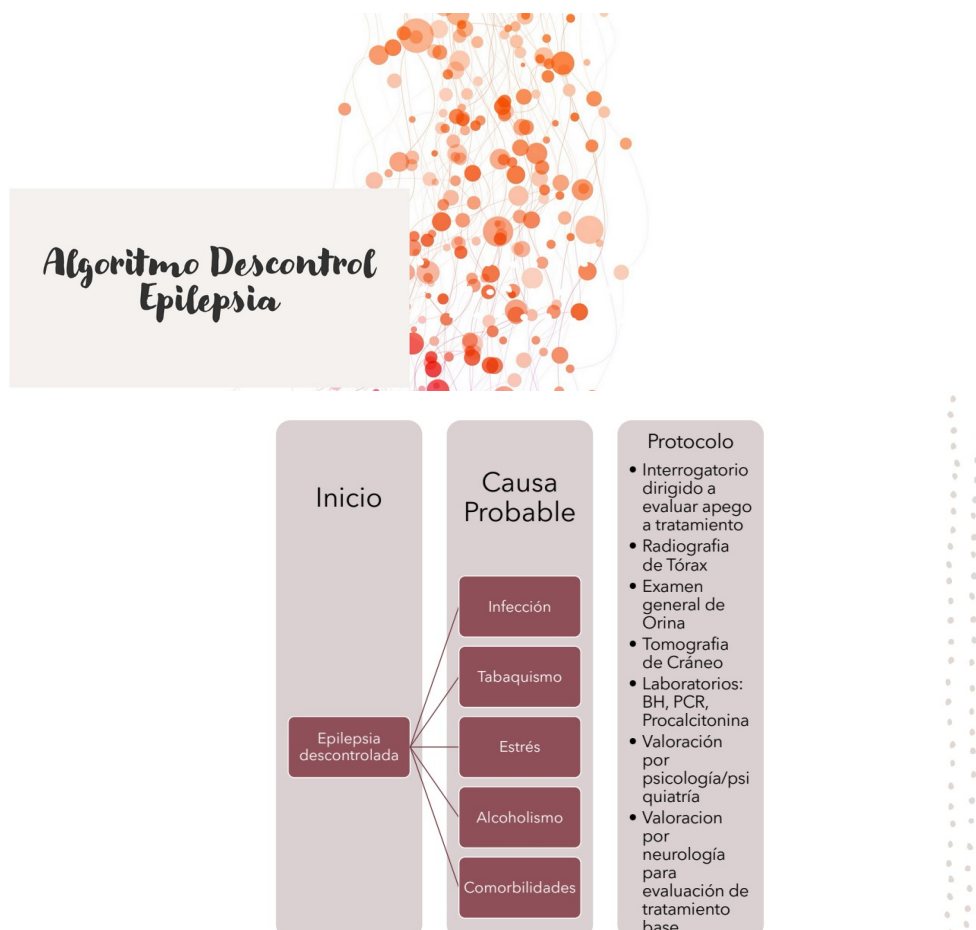 Algoritmo Descontrol
Epilepsia
Inicio
Epilepsia
descontrolada
Causa
Probable
Infección
Tabaquismo
Estrés
Alcoholismo
Comorbilidades
Protocolo
• Interrogatorio
dirigido a
evaluar apego
a tratamiento
• Radiografia
de Tórax
• Examen
general de
Orina
• Tomografia
de Cráneo
• Laboratorios:
BH, PCR,
Procalcitonina
• Valoración
por
psicología/psi
quiatría
• Valoracion
por
neurología
para
evaluación de
tratamiento
base